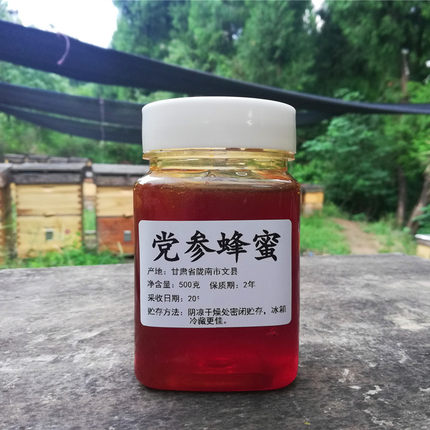 党参蜂蜜
产地：甘肃省陇南市文县
净含量：500克 保质期：2年
采收日期：20
贮存方法：阴凉干燥处密闭贮存，冰箱
冷藏更佳。